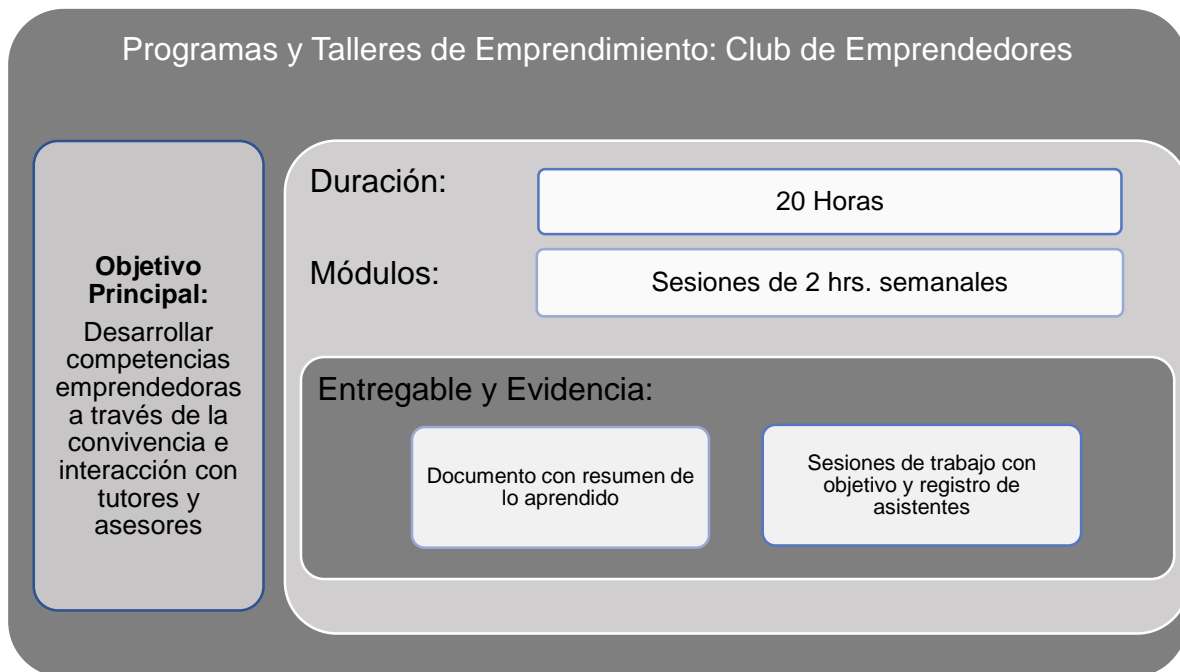 Programas y Talleres de Emprendimiento: Club de Emprendedores
Objetivo
Principal:
Desarrollar
competencias
emprendedoras
a través de la
convivencia e
interacción con
tutores y
asesores
Duración:
20 Horas
Módulos:
Sesiones de 2 hrs. semanales
Entregable y Evidencia:
Documento con resumen de
lo aprendido
Sesiones de trabajo con
objetivo y registro de
asistentes